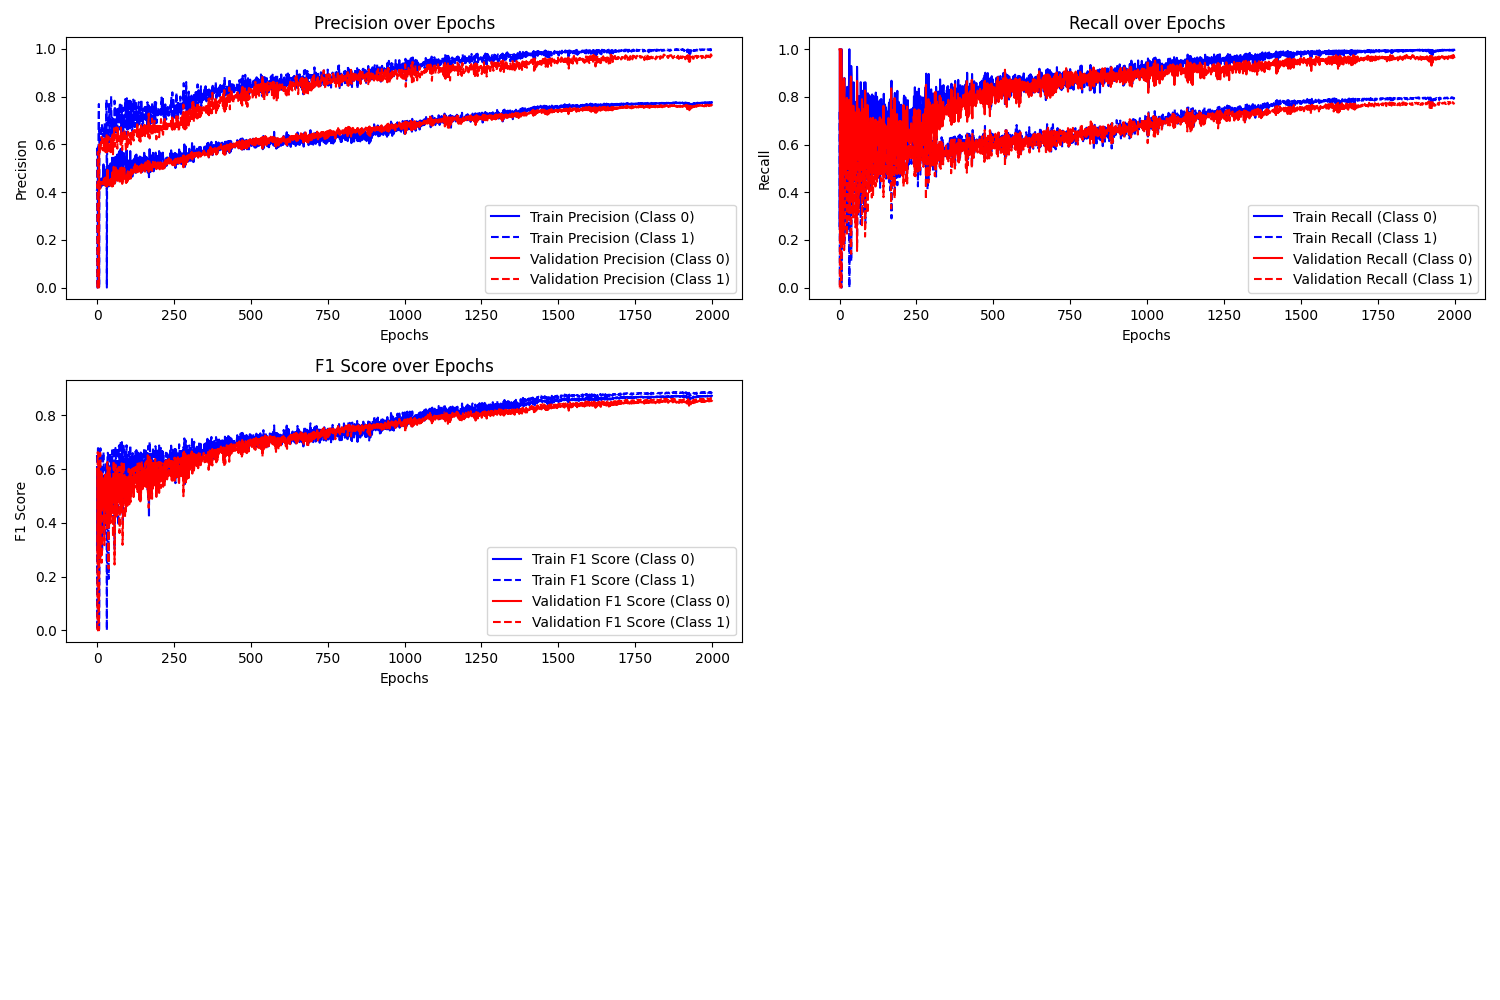 Precision over Epochs
1.0
0.8
0.6
0.4
0.2
0.0
Precision
Train Precision (Class 0)
Train Precision (Class 1)
Validation Precision (Class 0)
Validation Precision (Class 1)
0 250 500 750 1000 1250 1500 1750 2000
Epochs
Recall over Epochs
1.0
0.8
0.6
0.4
0.2
0.0
Recall
Train Recall (Class 0)
Train Recall (Class 1)
Validation Recall (Class 0)
Validation Recall (Class 1)
0 250 500 750 1000 1250 1500 1750 2000
Epochs
F1 Score over Epochs
0.8
0.6
0.4
0.2
0.0
F1 Score
Train F1 Score (Class 0)
Train F1 Score (Class 1)
Validation F1 Score (Class 0)
Validation F1 Score (Class 1)
0 250 500 750 1000 1250 1500 1750 2000
Epochs